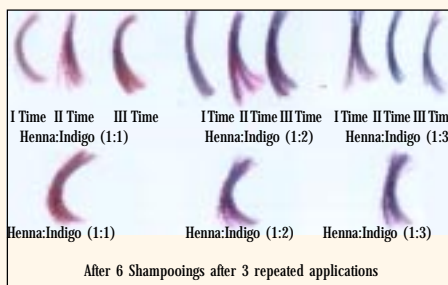 I Time II Time III Time I Time II Time III Time I Time II Time III Time
Henna:Indigo (1:1) Henna:Indigo (1:2) Henna:Indigo (1:3
Henna:Indigo (1:1) Henna:Indigo (1:2) Henna:Indigo (1:3)
After 6 Shampooings after 3 repeated applications